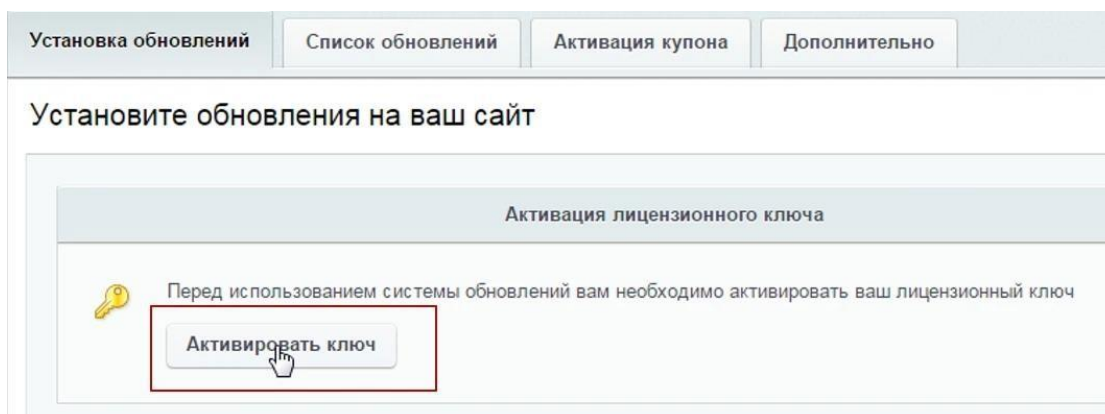 Установка обновлений Список обновлений Активация купона Дополнительно
Установите обновления на ваш сайт
Активация лицензионного ключа
Перед использованием системы обновлений вам необходимо активировать ваш лицензионный ключ
Активировать ключ